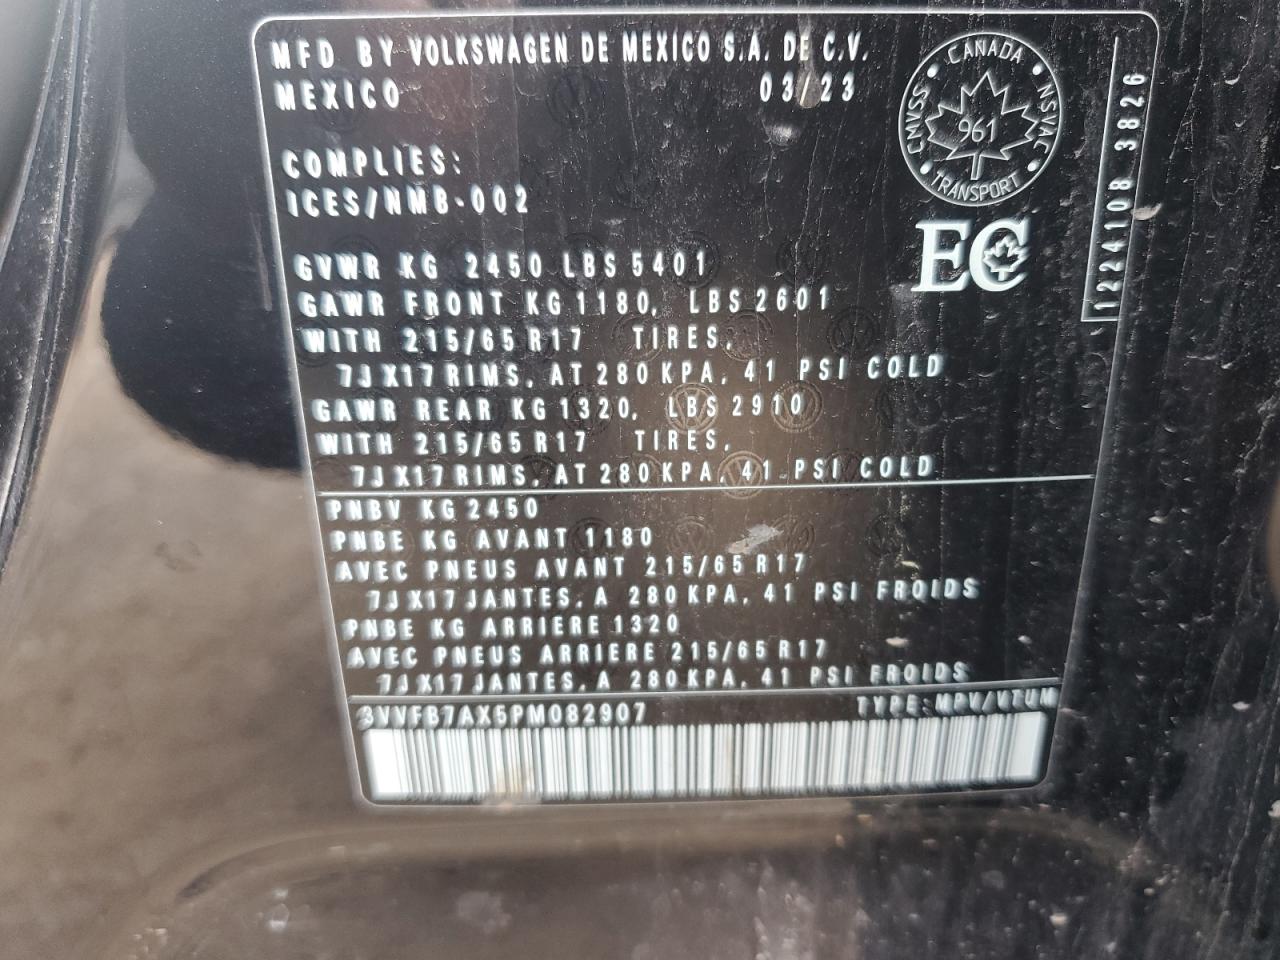 MFD BY VOLKSWAGEN DE MEXICO S.A. DE C.V.
MEXICO 03/23
COMPLIES:
ICES/NMB-002
GVWR KG 2450 LBS 5401
GAWR FRONT KG 1180, LBS 2601
WITH 215/65 R17 TIRES,
7J X17 RIMS, AT 280 KPA, 41 PSI COLD
GAWR REAR KG 1320, LBS 2910
WITH 215/65 R17 TIRES,
7J X17 RIMS, AT 280 KPA, 41 PSI COLD
PNBV KG 2450
PNBE KG AVANT 1180
AVEC PNEUS AVANT 215/65 R17
7J X17 JANTES, A 280 KPA, 41 PSI FROIDS
PNBE KG ARRIERE 1320
AVEC PNEUS ARRIERE 215/65 R17
7J X17 JANTES, A 280 KPA, 41 PSI FROIDS
3VVFB7AX5PM082907 TYPE: MPV/VTUM
CANADA
CMVSS 961 NSVAC
TRANSPORT
EC
1224108 3826